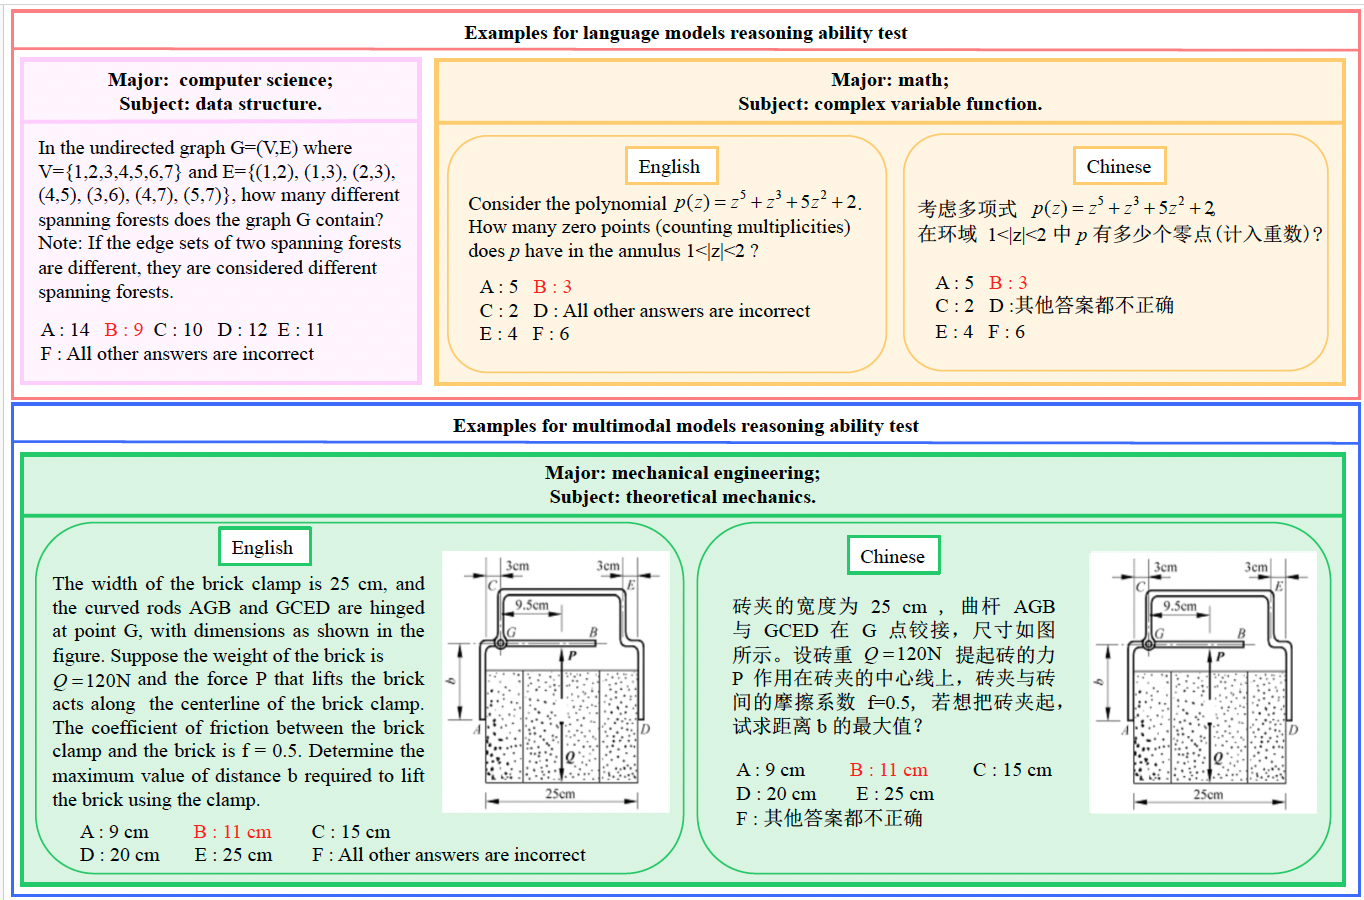 Examples for language models reasoning ability test
Major: computer science;
Subject: data structure.
In the undirected graph G=(V,E) where
V={1,2,3,4,5,6,7} and E={(1,2), (1,3), (2,3),
(4,5), (3,6), (4,7), (5,7)}, how many different
spanning forests does the graph G contain?
Note: If the edge sets of two spanning forests
are different, they are considered different
spanning forests.
A : 14 B : 9 C : 10 D : 12 E : 11
F : All other answers are incorrect
Major: math;
Subject: complex variable function.
English
Consider the polynomial p(z) = z⁵ + z³ + 5z² + 2.
How many zero points (counting multiplicities)
does p have in the annulus 1<|z|<2 ?
A : 5 B : 3
C : 2 D : All other answers are incorrect
E : 4 F : 6
Chinese
考虑多项式 p(z) = z⁵ + z³ + 5z² + 2,
在环域 1<|z|<2 中 p 有多少个零点(计入重数)?
A : 5 B : 3
C : 2 D :其他答案都不正确
E : 4 F : 6
Examples for multimodal models reasoning ability test
Major: mechanical engineering;
Subject: theoretical mechanics.
English
The width of the brick clamp is 25 cm, and
the curved rods AGB and GCED are hinged
at point G, with dimensions as shown in the
figure. Suppose the weight of the brick is
Q = 120N and the force P that lifts the brick
acts along the centerline of the brick clamp.
The coefficient of friction between the brick
clamp and the brick is f = 0.5. Determine the
maximum value of distance b required to lift
the brick using the clamp.
A : 9 cm B : 11 cm C : 15 cm
D : 20 cm E : 25 cm F : All other answers are incorrect
3cm 3cm
C E
9.5cm
G B
P
b
A D
Q
25cm
Chinese
砖夹的宽度为 25 cm , 曲杆 AGB
与 GCED 在 G 点铰接，尺寸如图
所示。设砖重 Q =120N 提起砖的力
P 作用在砖夹的中心线上，砖夹与砖
间的摩擦系数 f=0.5, 若想把砖夹起，
试求距离 b 的最大值?
A : 9 cm B : 11 cm C : 15 cm
D : 20 cm E : 25 cm
F : 其他答案都不正确
3cm 3cm
C E
9.5cm
G B
P
b
A D
Q
25cm